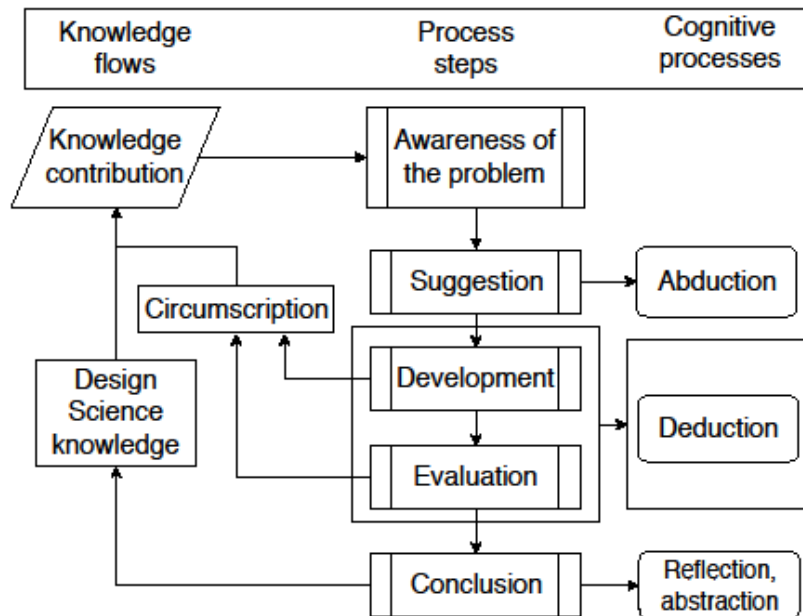 Knowledge
flows
Process
steps
Cognitive
processes
Knowledge
contribution
Awareness of
the problem
Suggestion
Abduction
Circumscription
Design
Science
knowledge
Development
Deduction
Evaluation
Conclusion
Reflection,
abstraction